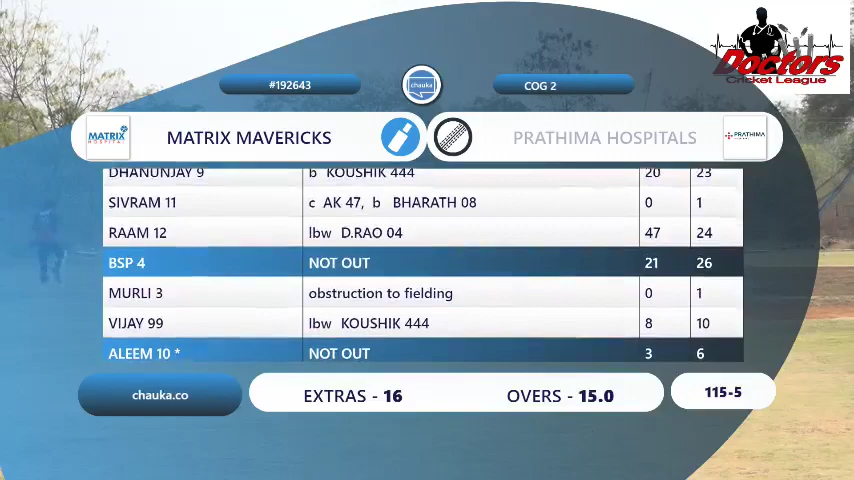 Doctors
Cricket League
#192643
chauka
COG 2
MATRIX
HOSPITAL
MATRIX MAVERICKS
PRATHIMA HOSPITALS
PRATHIMA
DHANUNJAY 9 b KOUSHIK 444 20 23
SIVRAM 11 c AK 47, b BHARATH 08 0 1
RAAM 12 lbw D.RAO 04 47 24
BSP 4 NOT OUT 21 26
MURLI 3 obstruction to fielding 0 1
VIJAY 99 lbw KOUSHIK 444 8 10
ALEEM 10 * NOT OUT 3 6
chauka.co
EXTRAS - 16 OVERS - 15.0
115-5